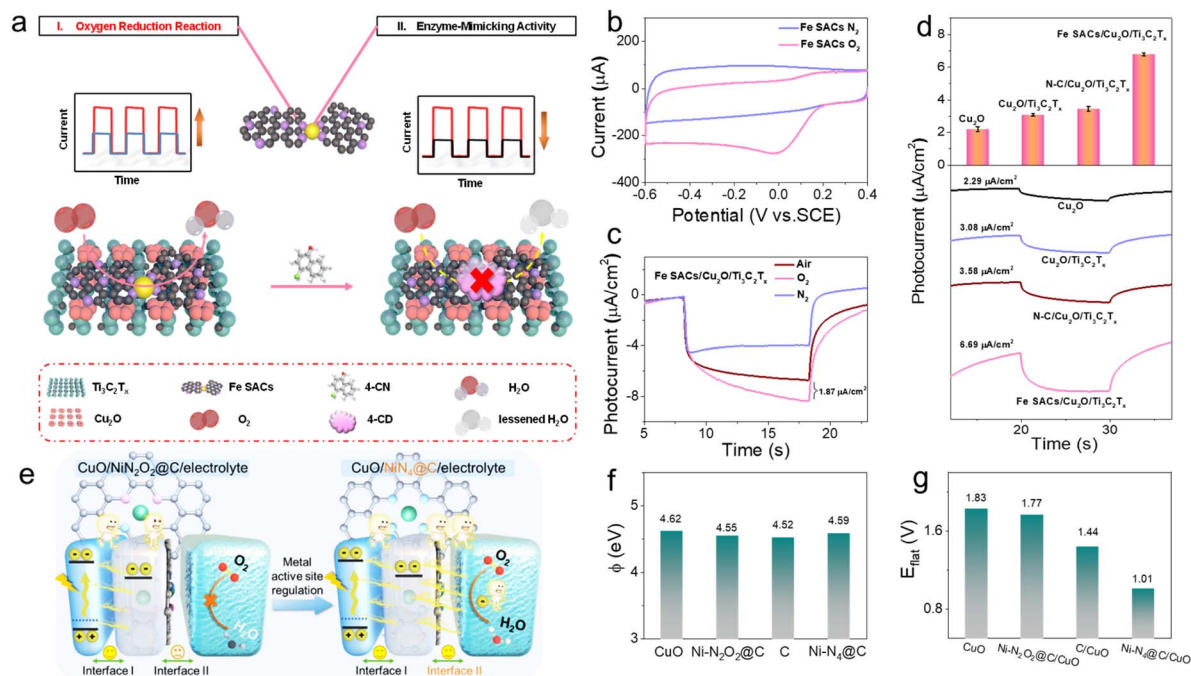 a
I. Oxygen Reduction Reaction
II. Enzyme-Mimicking Activity
Current
Time
Current
Time
Ti₃C₂Tₓ
Fe SACs
4-CN
H₂O
Cu₂O
O₂
4-CD
lessened H₂O
b
Fe SACs N₂
Fe SACs O₂
Current (µA)
200
0
-200
-400
-0.6
-0.4
-0.2
0.0
0.2
0.4
Potential (V vs.SCE)
c
Fe SACs/Cu₂O/Ti₃C₂Tₓ
Air
O₂
N₂
1.87 µA/cm²
Photocurrent (µA/cm²)
0
-4
-8
5
10
15
20
Time (s)
d
Fe SACs/Cu₂O/Ti₃C₂Tₓ
N-C/Cu₂O/Ti₃C₂Tₓ
Cu₂O/Ti₃C₂Tₓ
Cu₂O
8
6
4
2
0
Photocurrent (µA/cm²)
2.29 µA/cm²
Cu₂O
3.08 µA/cm²
Cu₂O/Ti₃C₂Tₓ
3.58 µA/cm²
N-C/Cu₂O/Ti₃C₂Tₓ
6.69 µA/cm²
Fe SACs/Cu₂O/Ti₃C₂Tₓ
20
30
Time (s)
e
CuO/NiN₂O₂@C/electrolyte
CuO/NiN₄@C/electrolyte
O₂
H₂O
Metal
active site
regulation
O₂
H₂O
Interface I
Interface II
Interface I
Interface II
f
ϕ (eV)
5.0
4.5
4.0
4.62
4.55
4.52
4.59
CuO
Ni-N₂O₂@C
C
Ni-N₄@C
g
E_flat (V)
1.6
0.8
1.83
1.77
1.44
1.01
CuO
Ni-N₂O₂@C/CuO
C/CuO
Ni-N₄@C/CuO